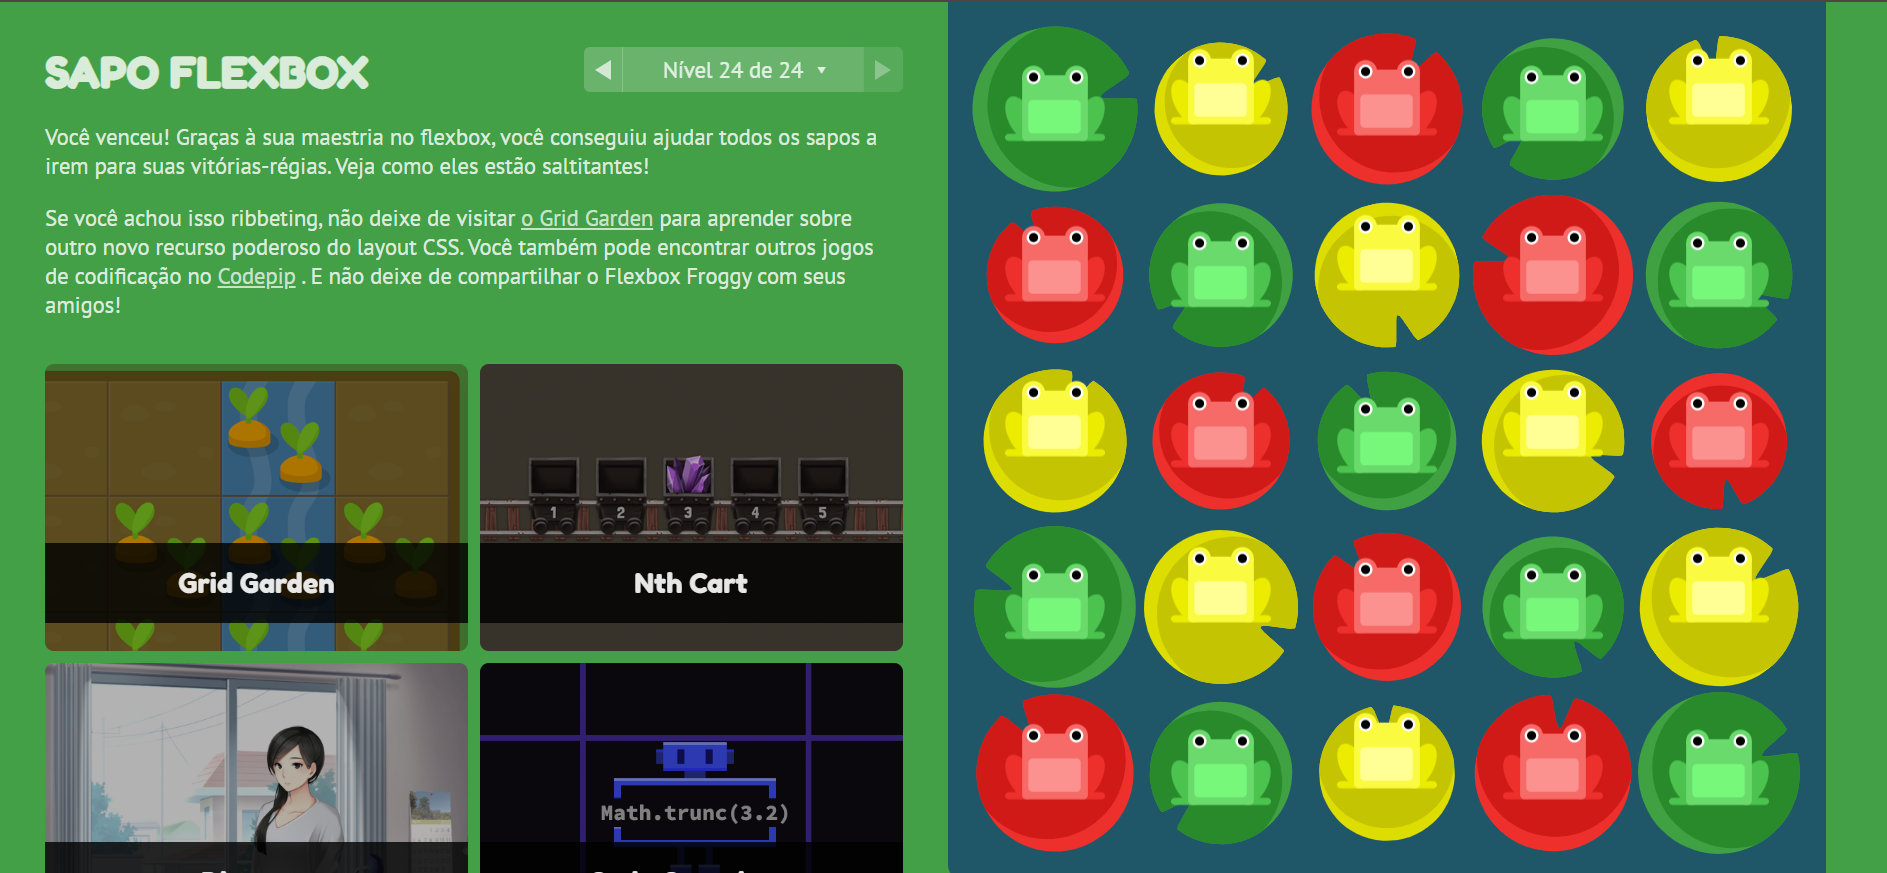 SAPO FLEXBOX
Nível 24 de 24
Você venceu! Graças à sua maestria no flexbox, você conseguiu ajudar todos os sapos a
irem para suas vitórias-régias. Veja como eles estão saltitantes!
Se você achou isso ribbeting, não deixe de visitar o Grid Garden para aprender sobre
outro novo recurso poderoso do layout CSS. Você também pode encontrar outros jogos
de codificação no Codepip . E não deixe de compartilhar o Flexbox Froggy com seus
amigos!
Grid Garden
1 2 3 4 5
Nth Cart
Math.trunc(3.2)